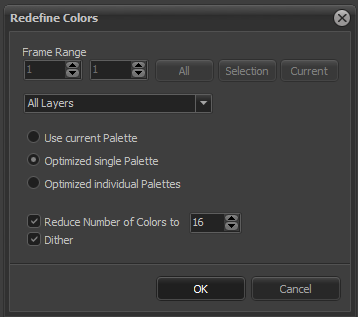 Redefine Colors
Frame Range
1 1 All Selection Current
All Layers
Use current Palette
Optimized single Palette
Optimized individual Palettes
Reduce Number of Colors to 16
Dither
OK Cancel